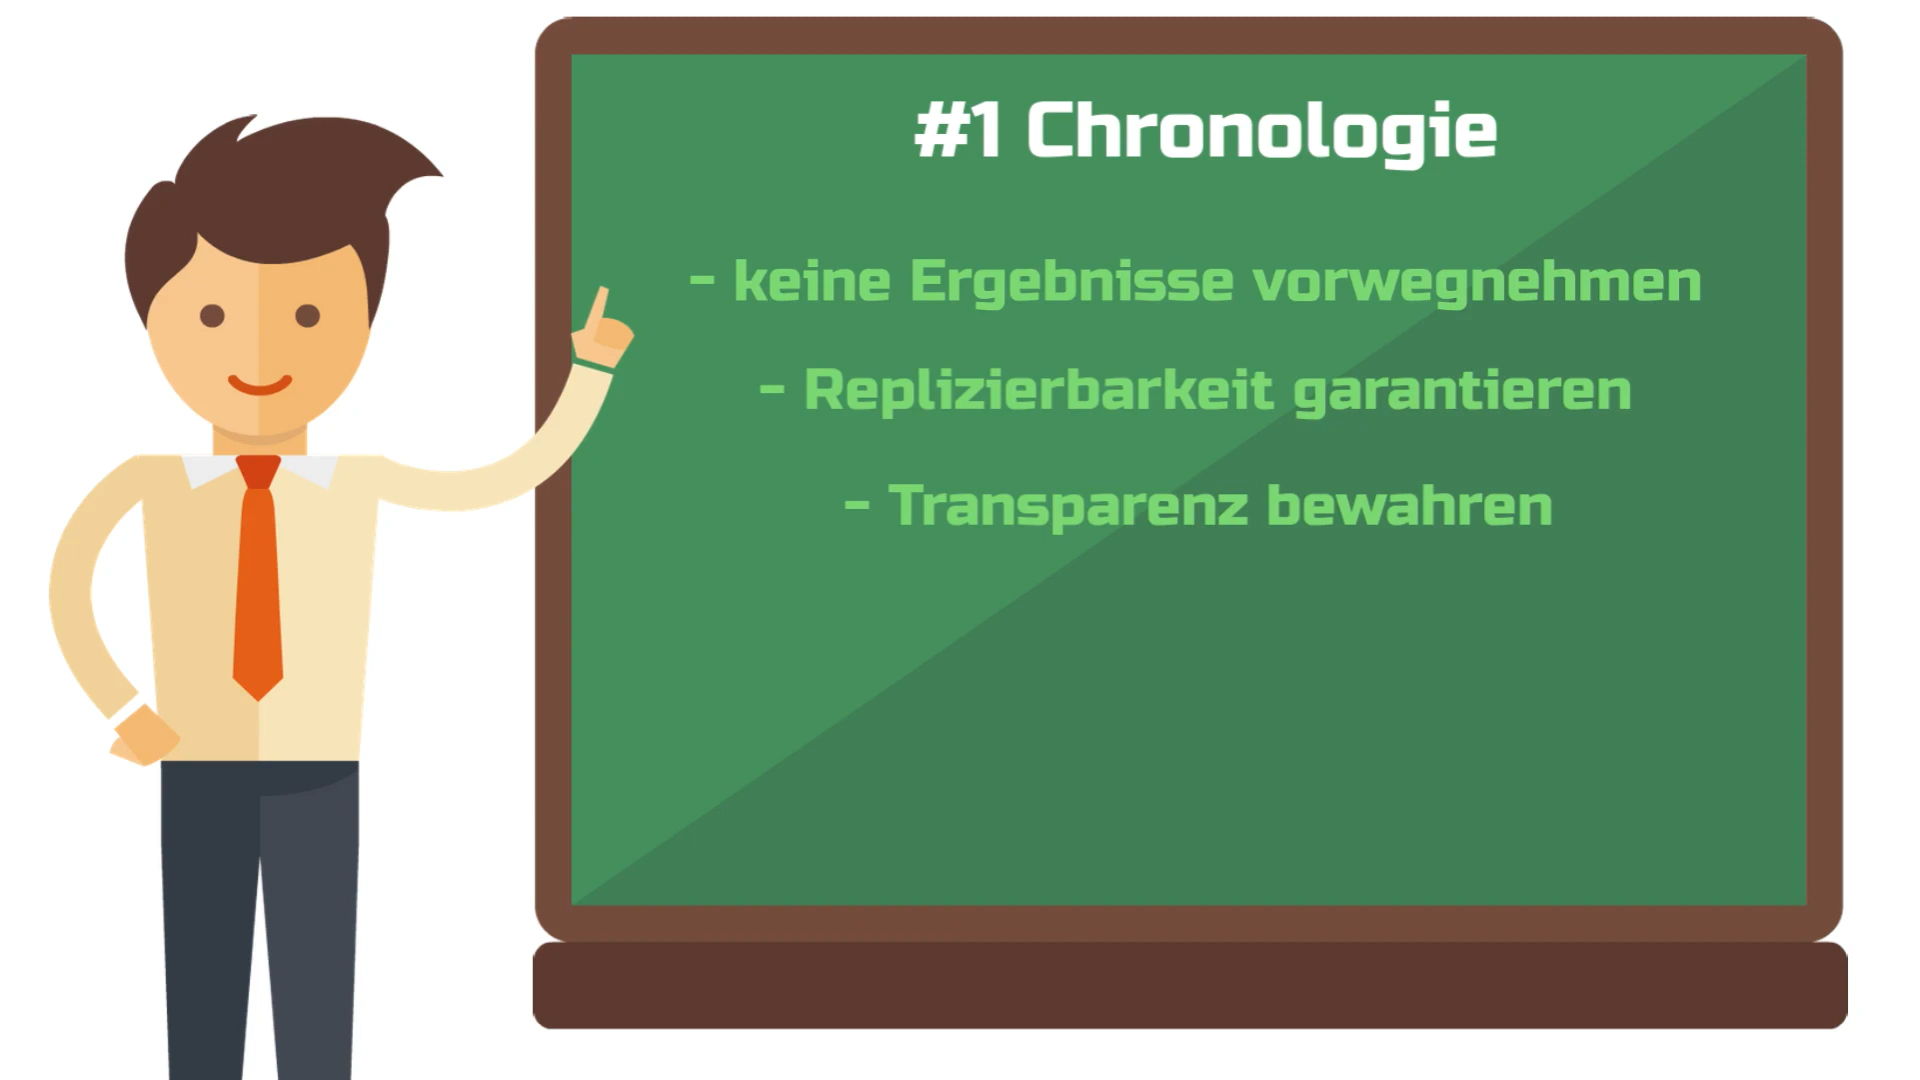 #1 Chronologie
- keine Ergebnisse vorwegnehmen
- Replizierbarkeit garantieren
- Transparenz bewahren